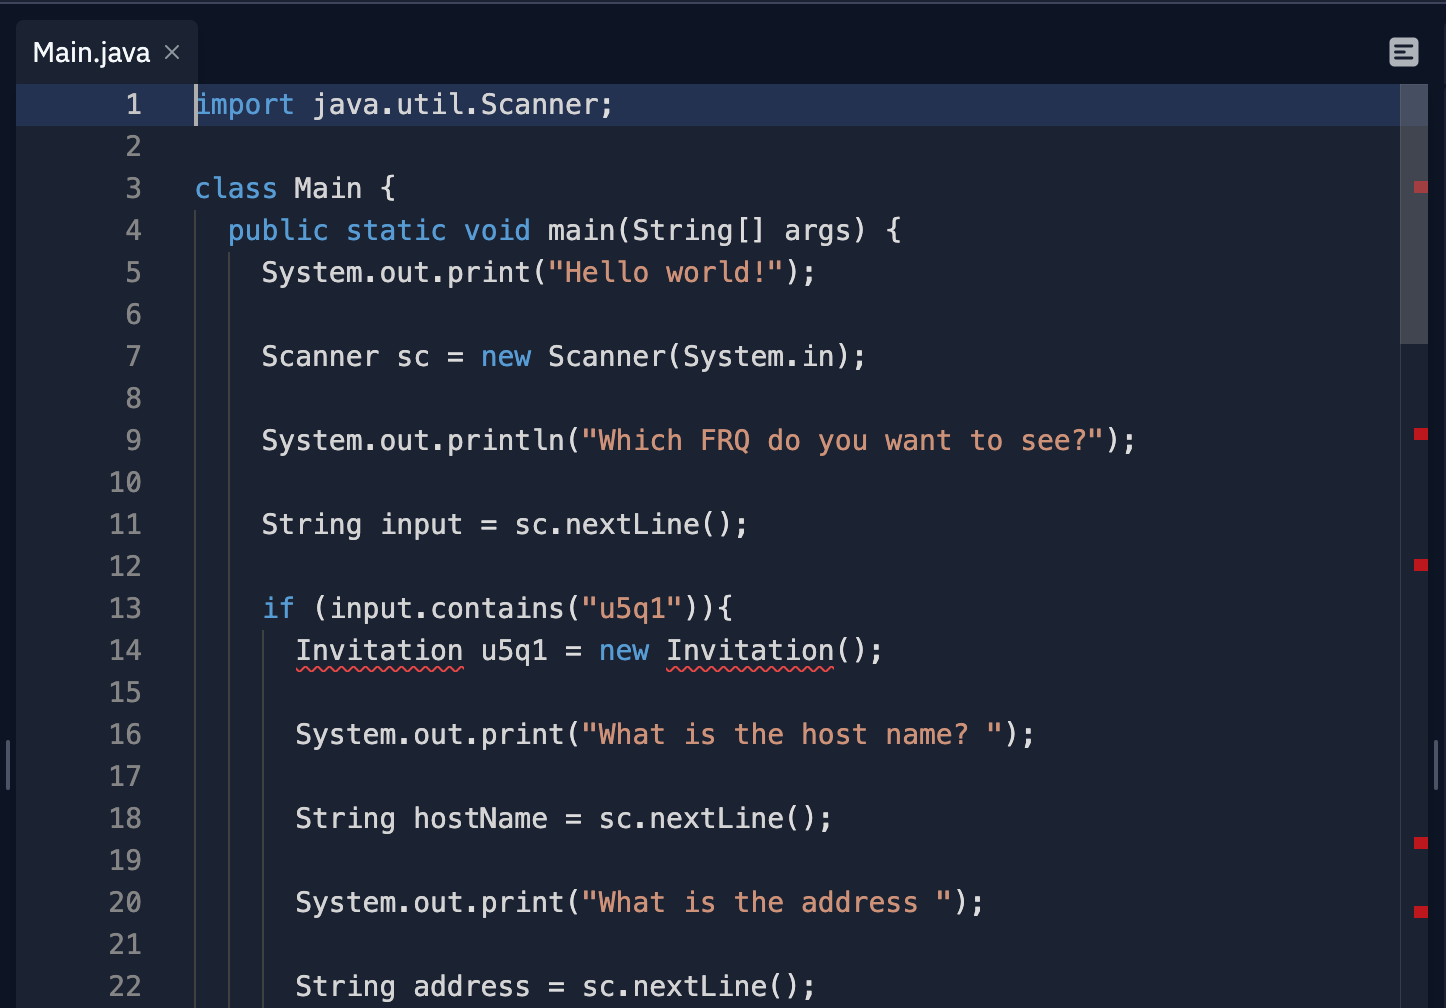 Main.java ×
1 import java.util.Scanner;
2
3 class Main {
4 public static void main(String[] args) {
5 System.out.print("Hello world!");
6
7 Scanner sc = new Scanner(System.in);
8
9 System.out.println("Which FRQ do you want to see?");
10
11 String input = sc.nextLine();
12
13 if (input.contains("u5q1")){
14 Invitation u5q1 = new Invitation();
15
16 System.out.print("What is the host name? ");
17
18 String hostName = sc.nextLine();
19
20 System.out.print("What is the address ");
21
22 String address = sc.nextLine();